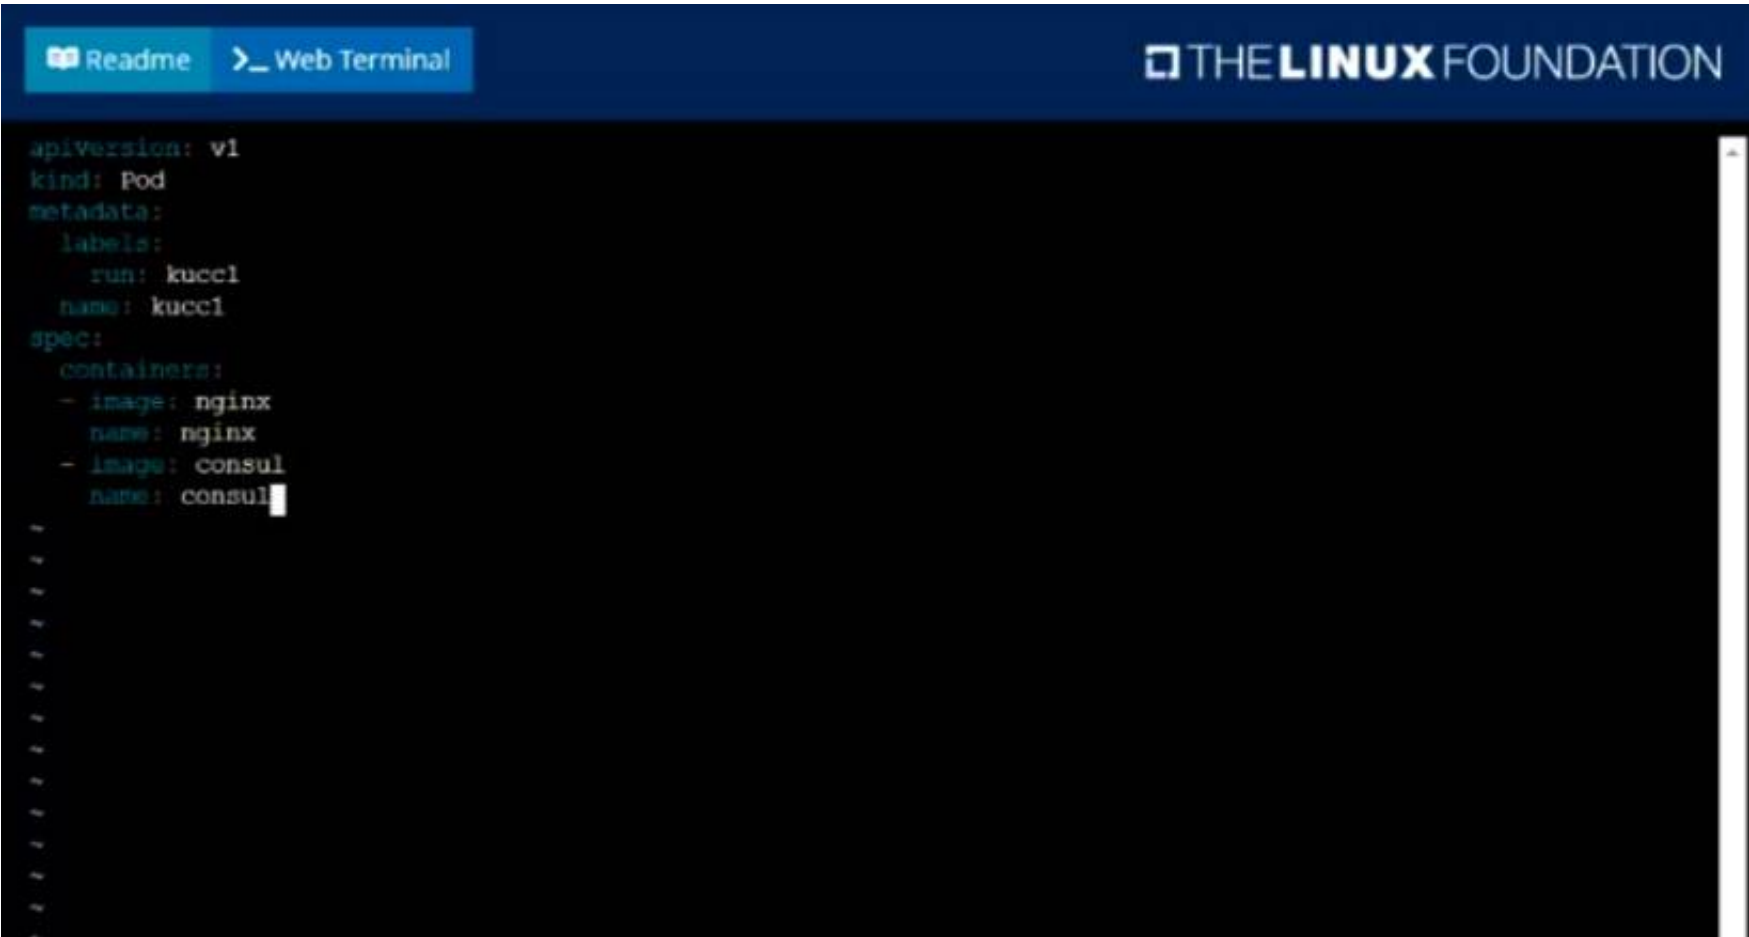 Readme
Web Terminal
THE LINUX FOUNDATION
apiVersion: v1
kind: Pod
metadata:
  labels:
    run: kucc1
  name: kucc1
spec:
  containers:
  - image: nginx
    name: nginx
  - image: consul
    name: consul
~
~
~
~
~
~
~
~
~
~
~
~
~